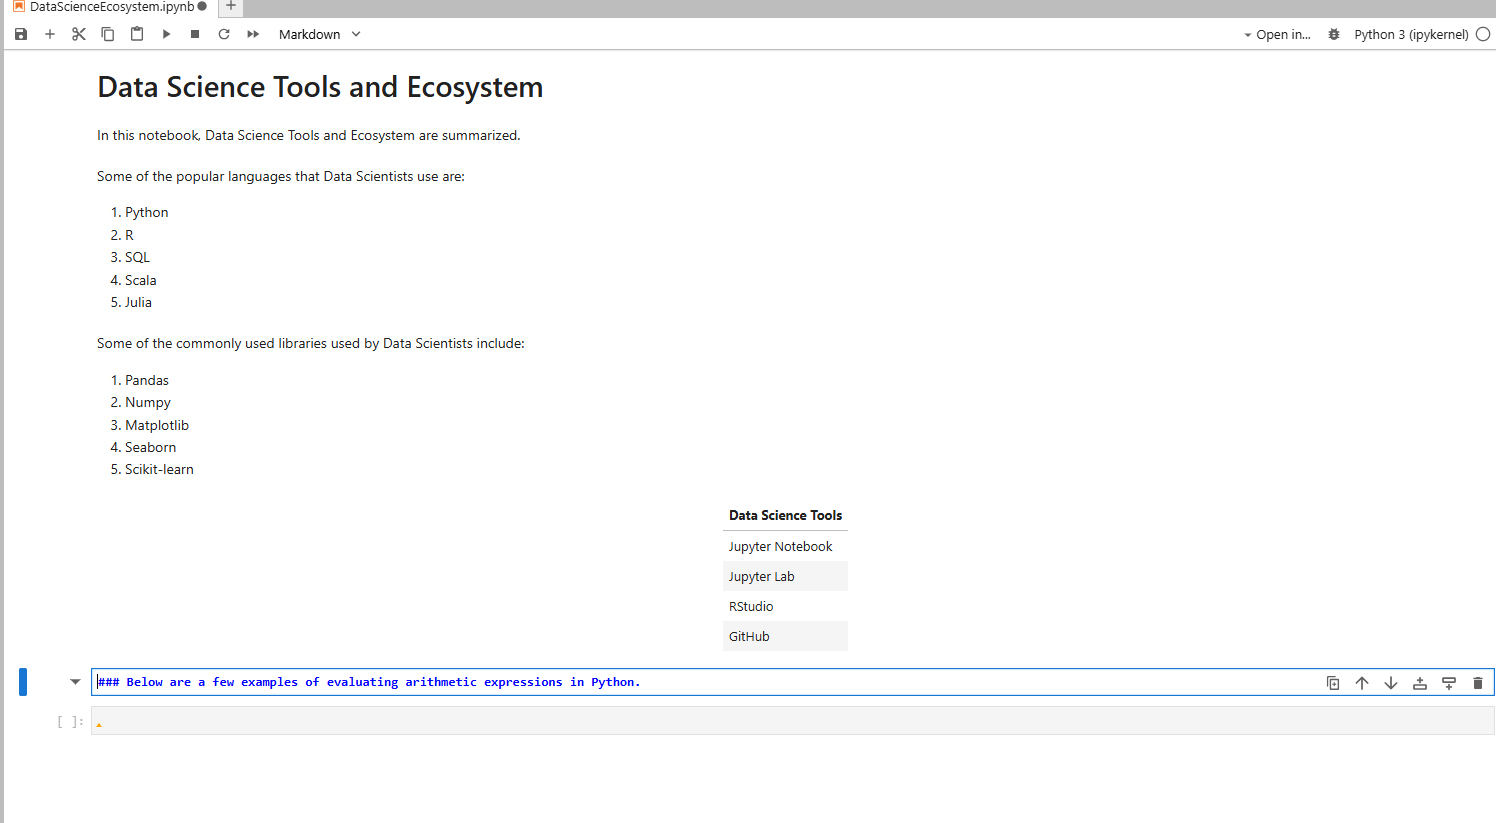 DataScienceEcosystem.ipynb
Markdown
Open in...
Python 3 (ipykernel)
Data Science Tools and Ecosystem
In this notebook, Data Science Tools and Ecosystem are summarized.
Some of the popular languages that Data Scientists use are:
1. Python
2. R
3. SQL
4. Scala
5. Julia
Some of the commonly used libraries used by Data Scientists include:
1. Pandas
2. Numpy
3. Matplotlib
4. Seaborn
5. Scikit-learn
Data Science Tools
Jupyter Notebook
Jupyter Lab
RStudio
GitHub
### Below are a few examples of evaluating arithmetic expressions in Python.
[ ]: